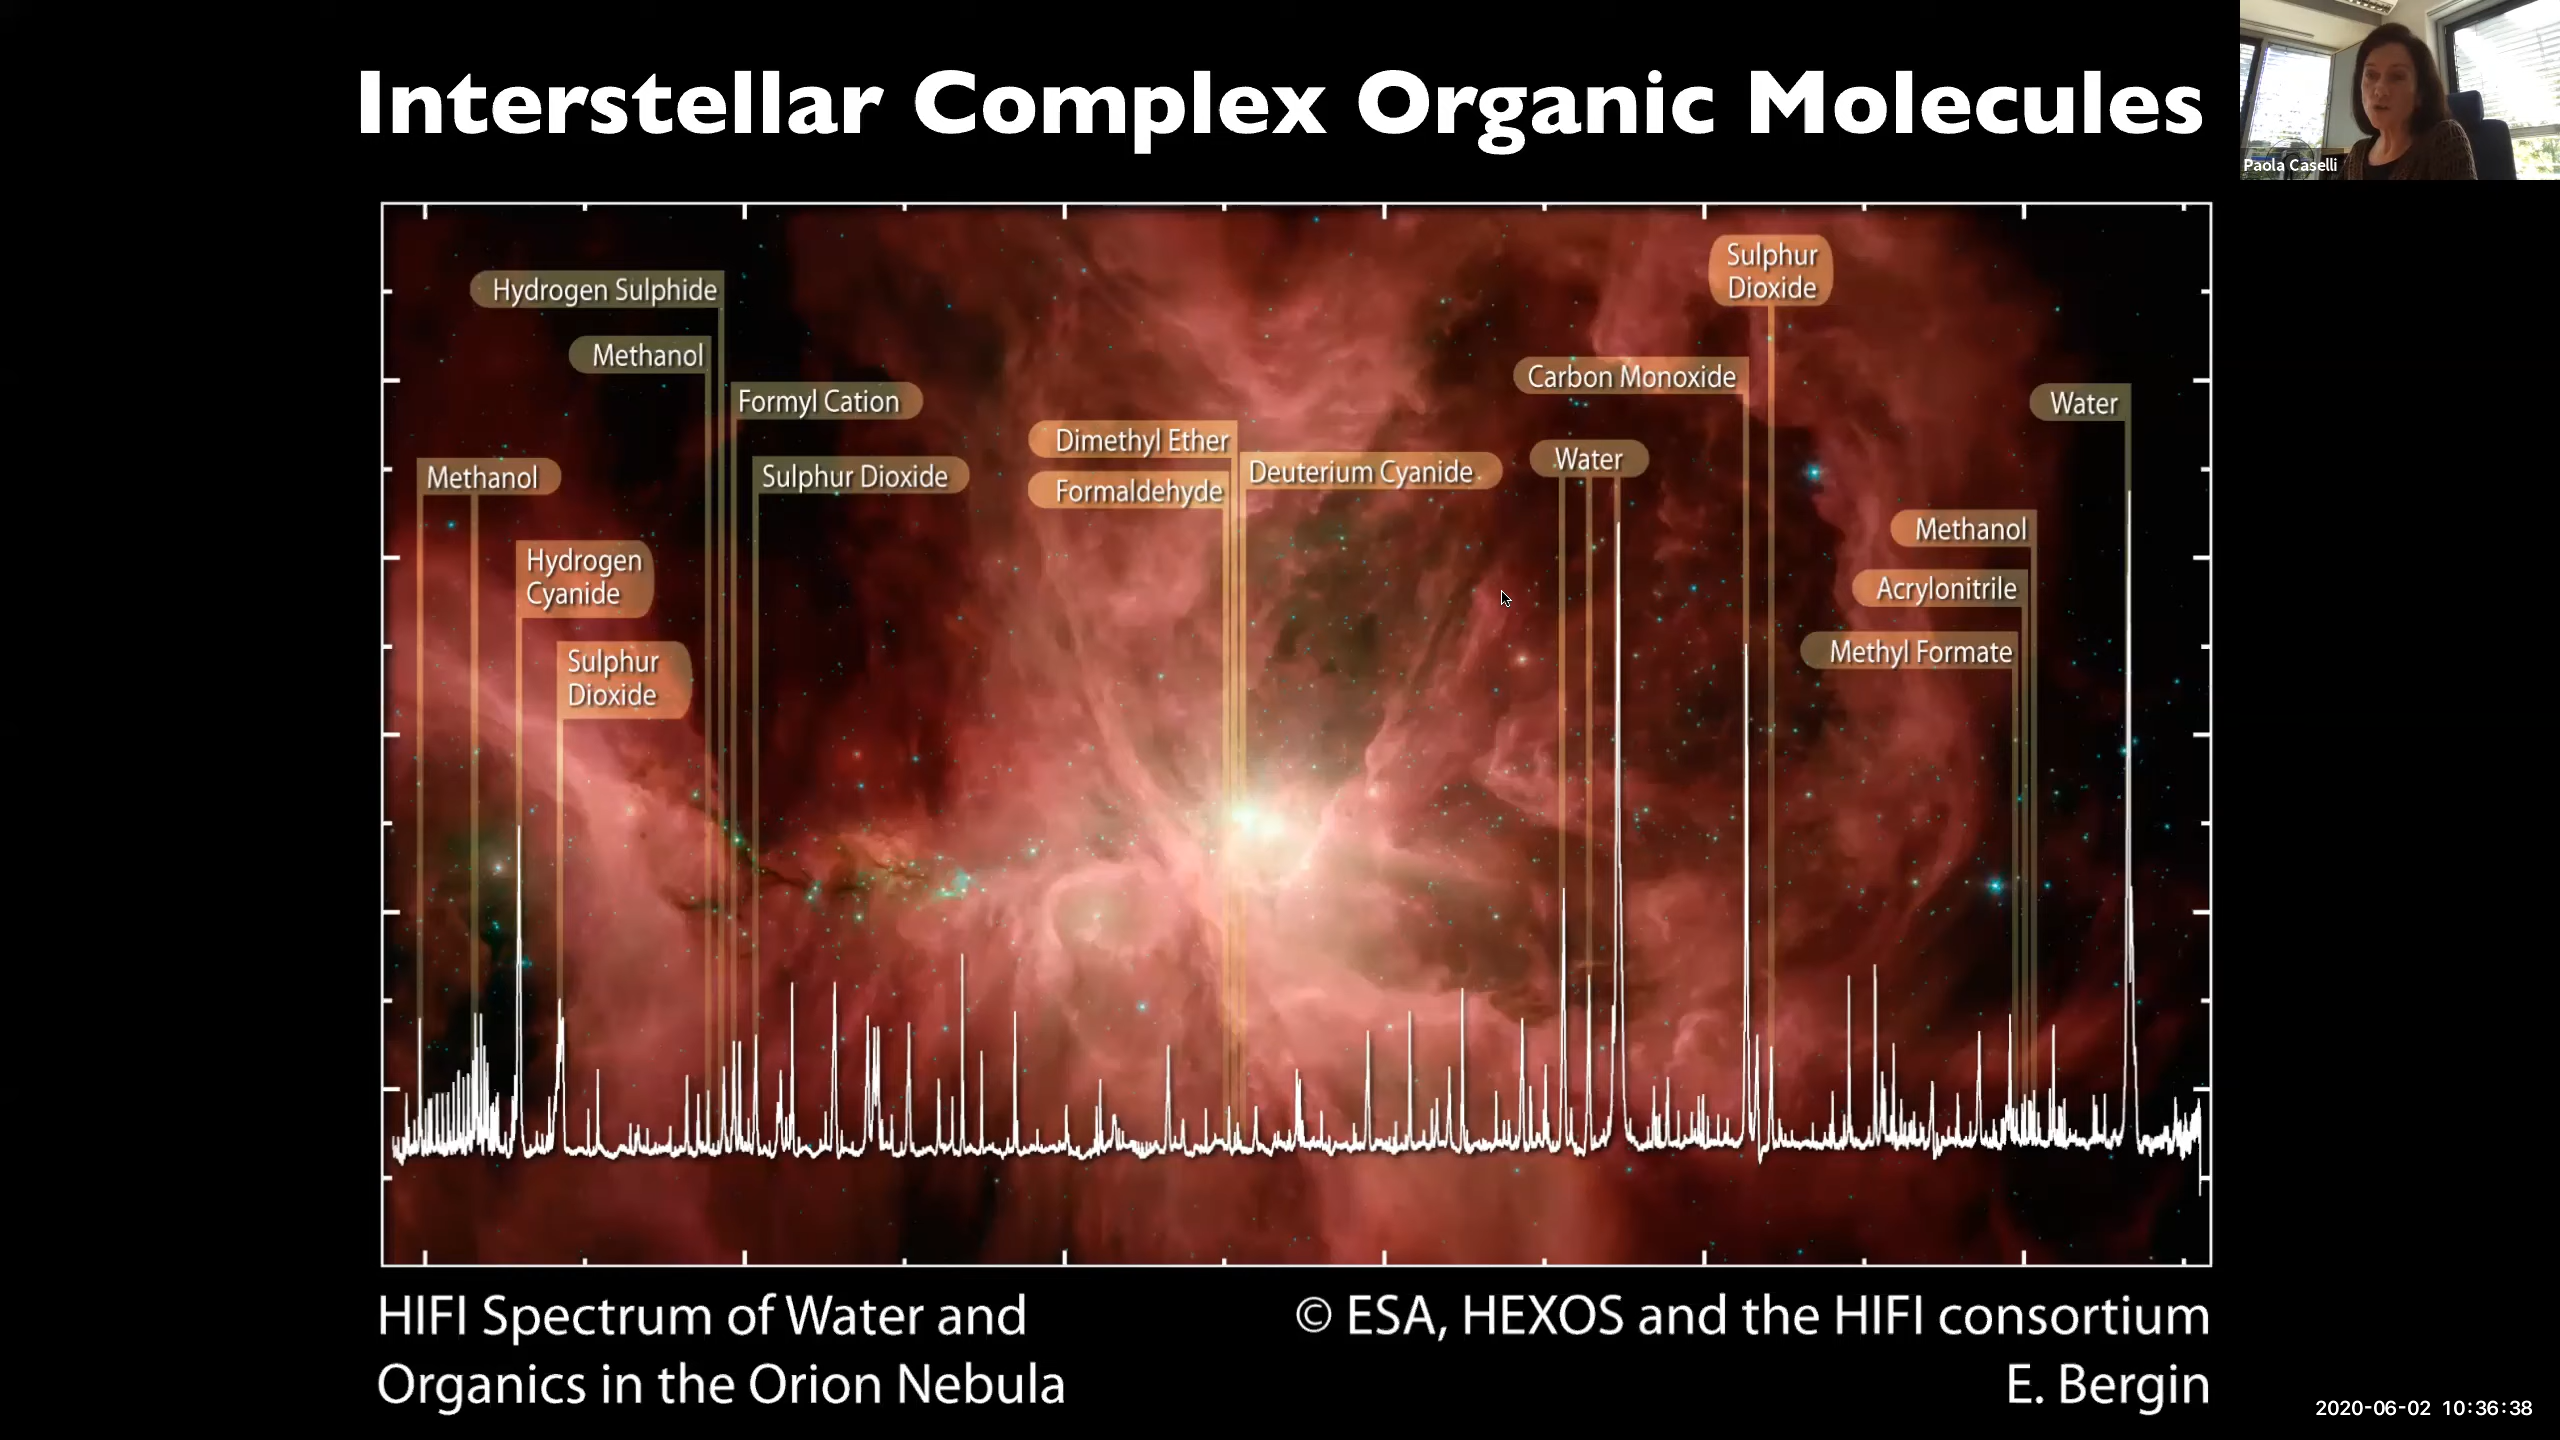 Interstellar Complex Organic Molecules
Paola Caselli
Sulphur
Dioxide
Hydrogen Sulphide
Methanol
Carbon Monoxide
Formyl Cation
Water
Dimethyl Ether
Water
Deuterium Cyanide
Methanol
Sulphur Dioxide
Formaldehyde
Methanol
Hydrogen
Cyanide
Acrylonitrile
Methyl Formate
Sulphur
Dioxide
HIFI Spectrum of Water and
Organics in the Orion Nebula
© ESA, HEXOS and the HIFI consortium
E. Bergin
2020-06-02 10:36:38